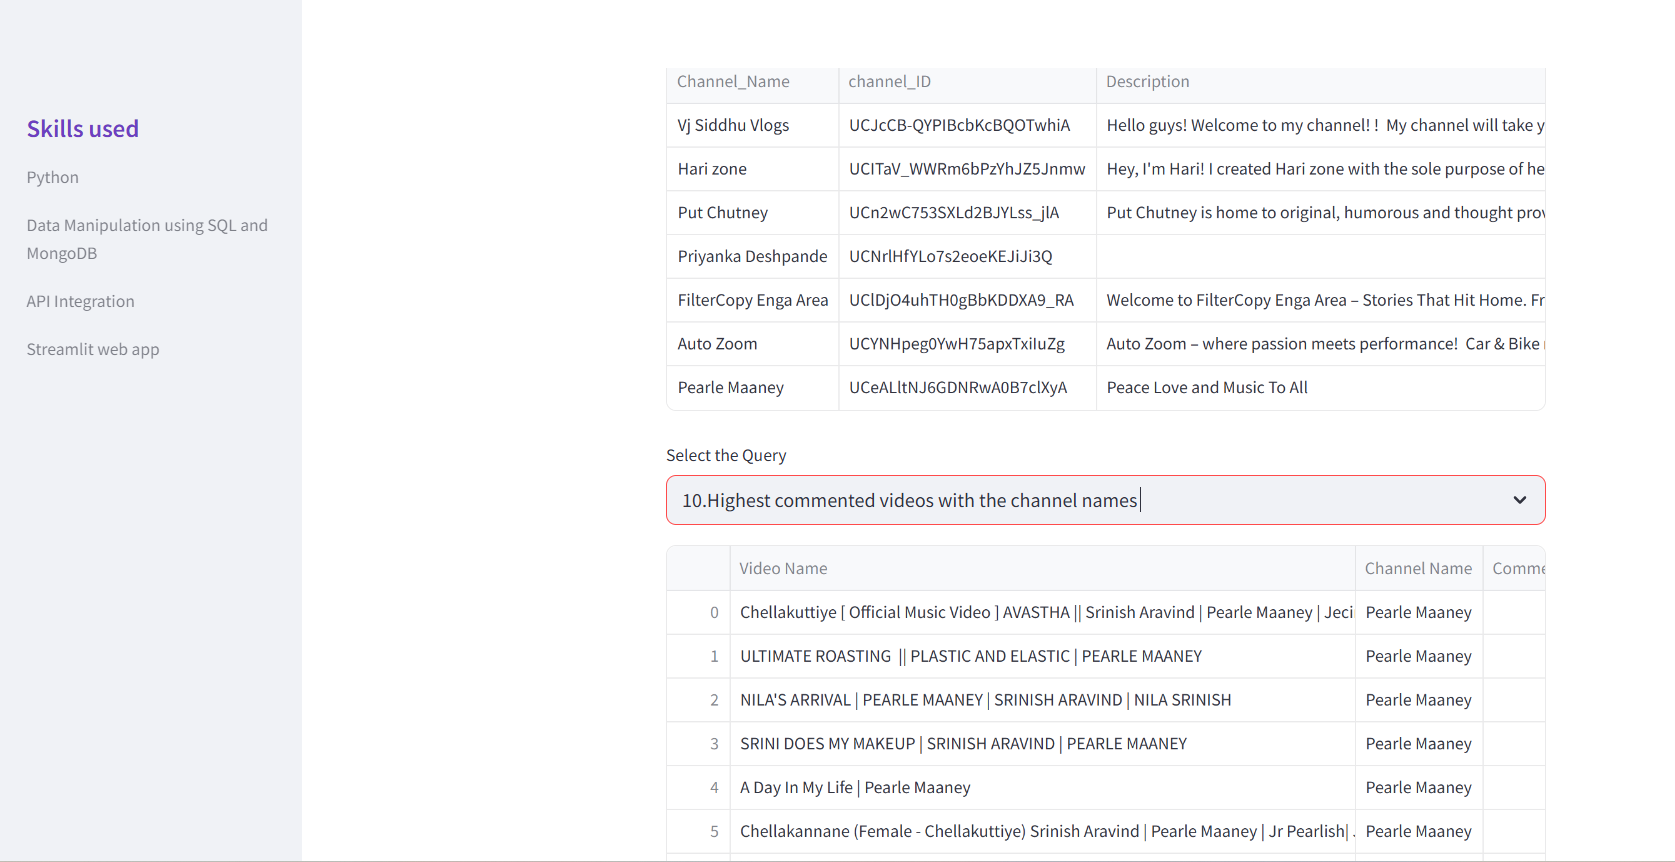 Skills used
Python
Data Manipulation using SQL and
MongoDB
API Integration
Streamlit web app
Channel_Name channel_ID Description
Vj Siddhu Vlogs UCJcCB-QYPIBcbKcBQOTwhiA Hello guys! Welcome to my channel! ! My channel will take y
Hari zone UCITaV_WWRm6bPzYhJZ5Jnmw Hey, I'm Hari! I created Hari zone with the sole purpose of he
Put Chutney UCn2wC753SXLd2BJYLss_jlA Put Chutney is home to original, humorous and thought prov
Priyanka Deshpande UCNrlHfYLo7s2eoeKEJiJi3Q
FilterCopy Enga Area UClDjO4uhTH0gBbKDDXA9_RA Welcome to FilterCopy Enga Area – Stories That Hit Home. Fr
Auto Zoom UCYNHpeg0YwH75apxTxiIuZg Auto Zoom – where passion meets performance! Car & Bike
Pearle Maaney UCeALltNJ6GDNRwA0B7clXyA Peace Love and Music To All
Select the Query
10.Highest commented videos with the channel names
Video Name Channel Name Comme
0 Chellakuttiye [ Official Music Video ] AVASTHA || Srinish Aravind | Pearle Maaney | Jeci Pearle Maaney
1 ULTIMATE ROASTING || PLASTIC AND ELASTIC | PEARLE MAANEY Pearle Maaney
2 NILA'S ARRIVAL | PEARLE MAANEY | SRINISH ARAVIND | NILA SRINISH Pearle Maaney
3 SRINI DOES MY MAKEUP | SRINISH ARAVIND | PEARLE MAANEY Pearle Maaney
4 A Day In My Life | Pearle Maaney Pearle Maaney
5 Chellakannane (Female - Chellakuttiye) Srinish Aravind | Pearle Maaney | Jr Pearlish| Pearle Maaney